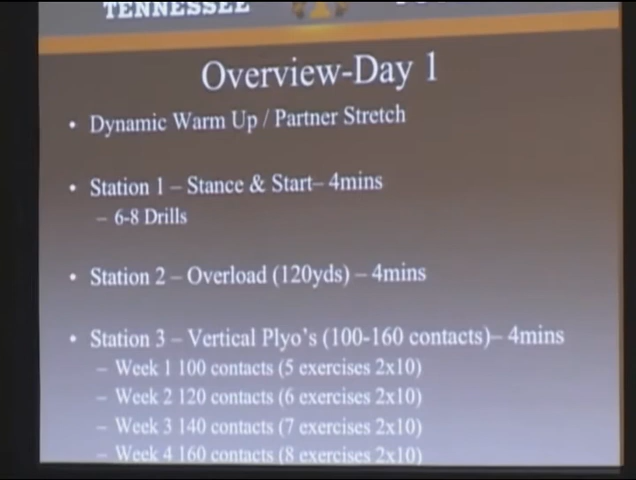 TENNESSEE
Overview-Day 1
• Dynamic Warm Up / Partner Stretch
• Station 1 – Stance & Start– 4mins
– 6-8 Drills
• Station 2 – Overload (120yds) – 4mins
• Station 3 – Vertical Plyo's (100-160 contacts)– 4mins
– Week 1 100 contacts (5 exercises 2x10)
– Week 2 120 contacts (6 exercises 2x10)
– Week 3 140 contacts (7 exercises 2x10)
– Week 4 160 contacts (8 exercises 2x10)